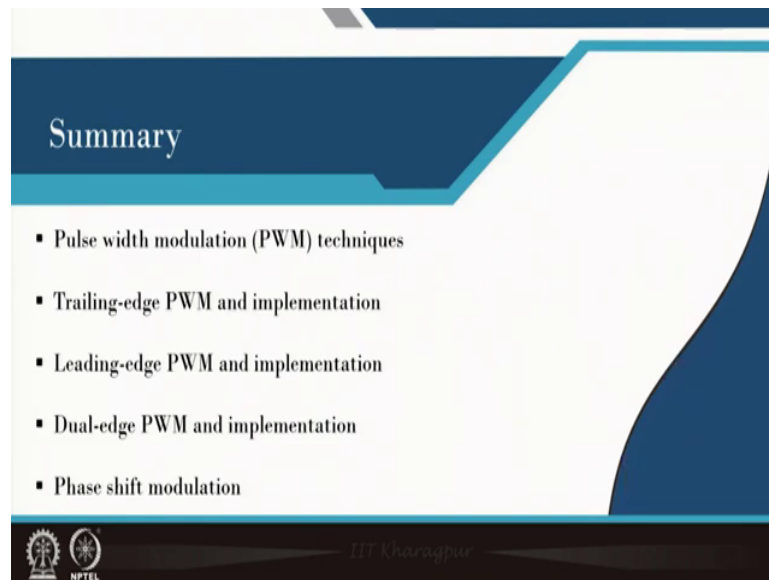 Summary
▪ Pulse width modulation (PWM) techniques
▪ Trailing-edge PWM and implementation
▪ Leading-edge PWM and implementation
▪ Dual-edge PWM and implementation
▪ Phase shift modulation
IIT Kharagpur
NPTEL